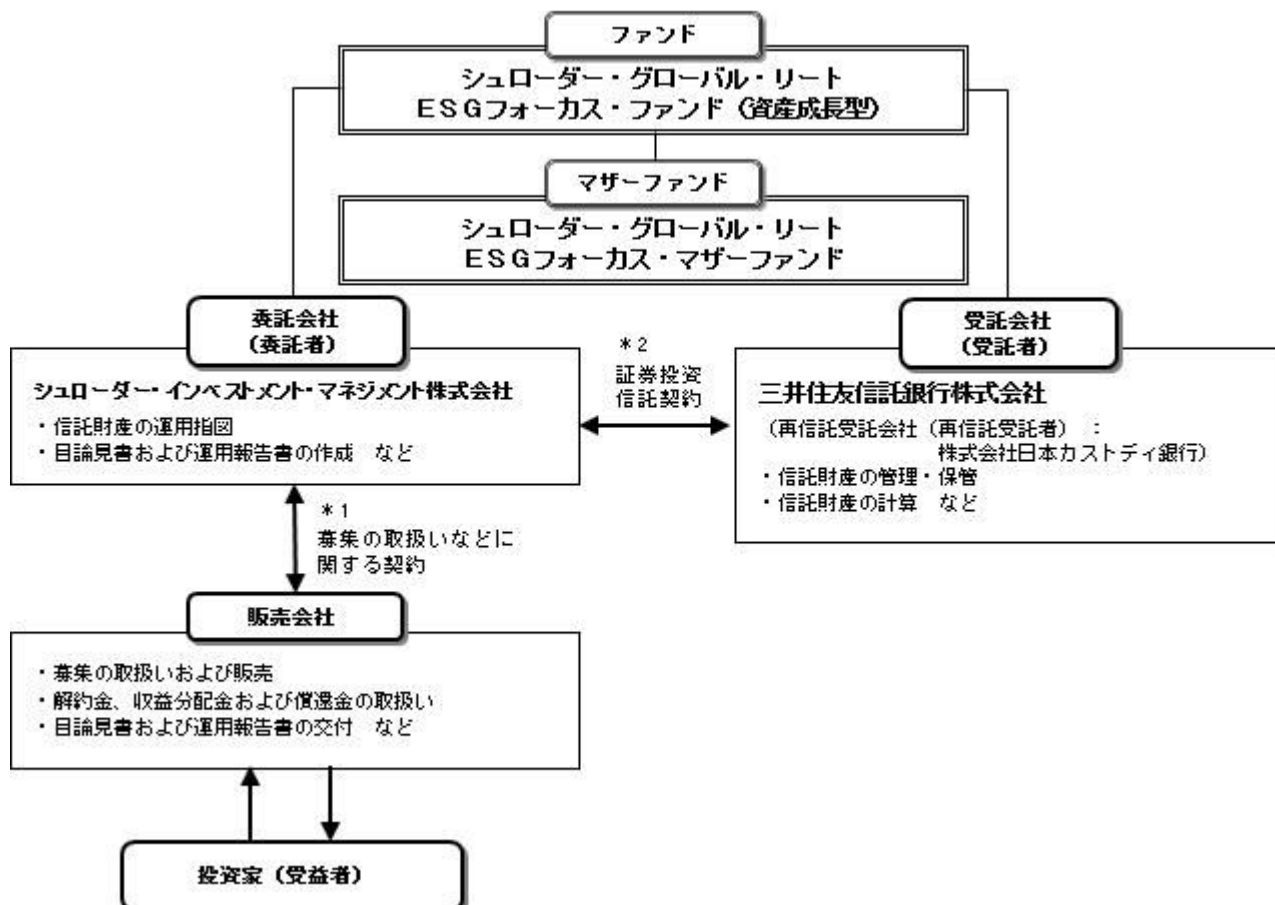 ファンド
シュローダー・グローバル・リート
ESGフォーカス・ファンド（資産成長型）
マザーファンド
シュローダー・グローバル・リート
ESGフォーカス・マザーファンド
委託会社
（委託者）
シュローダー・インベストメント・マネジメント株式会社
・信託財産の運用指図
・目論見書および運用報告書の作成　など
＊2
証券投資
信託契約
受託会社
（受託者）
三井住友信託銀行株式会社
（再信託受託会社（再信託受託者）：
株式会社日本カストディ銀行）
・信託財産の管理・保管
・信託財産の計算　など
＊1
募集の取扱いなどに
関する契約
販売会社
・募集の取扱いおよび販売
・解約金、収益分配金および償還金の取扱い
・目論見書および運用報告書の交付　など
投資家（受益者）